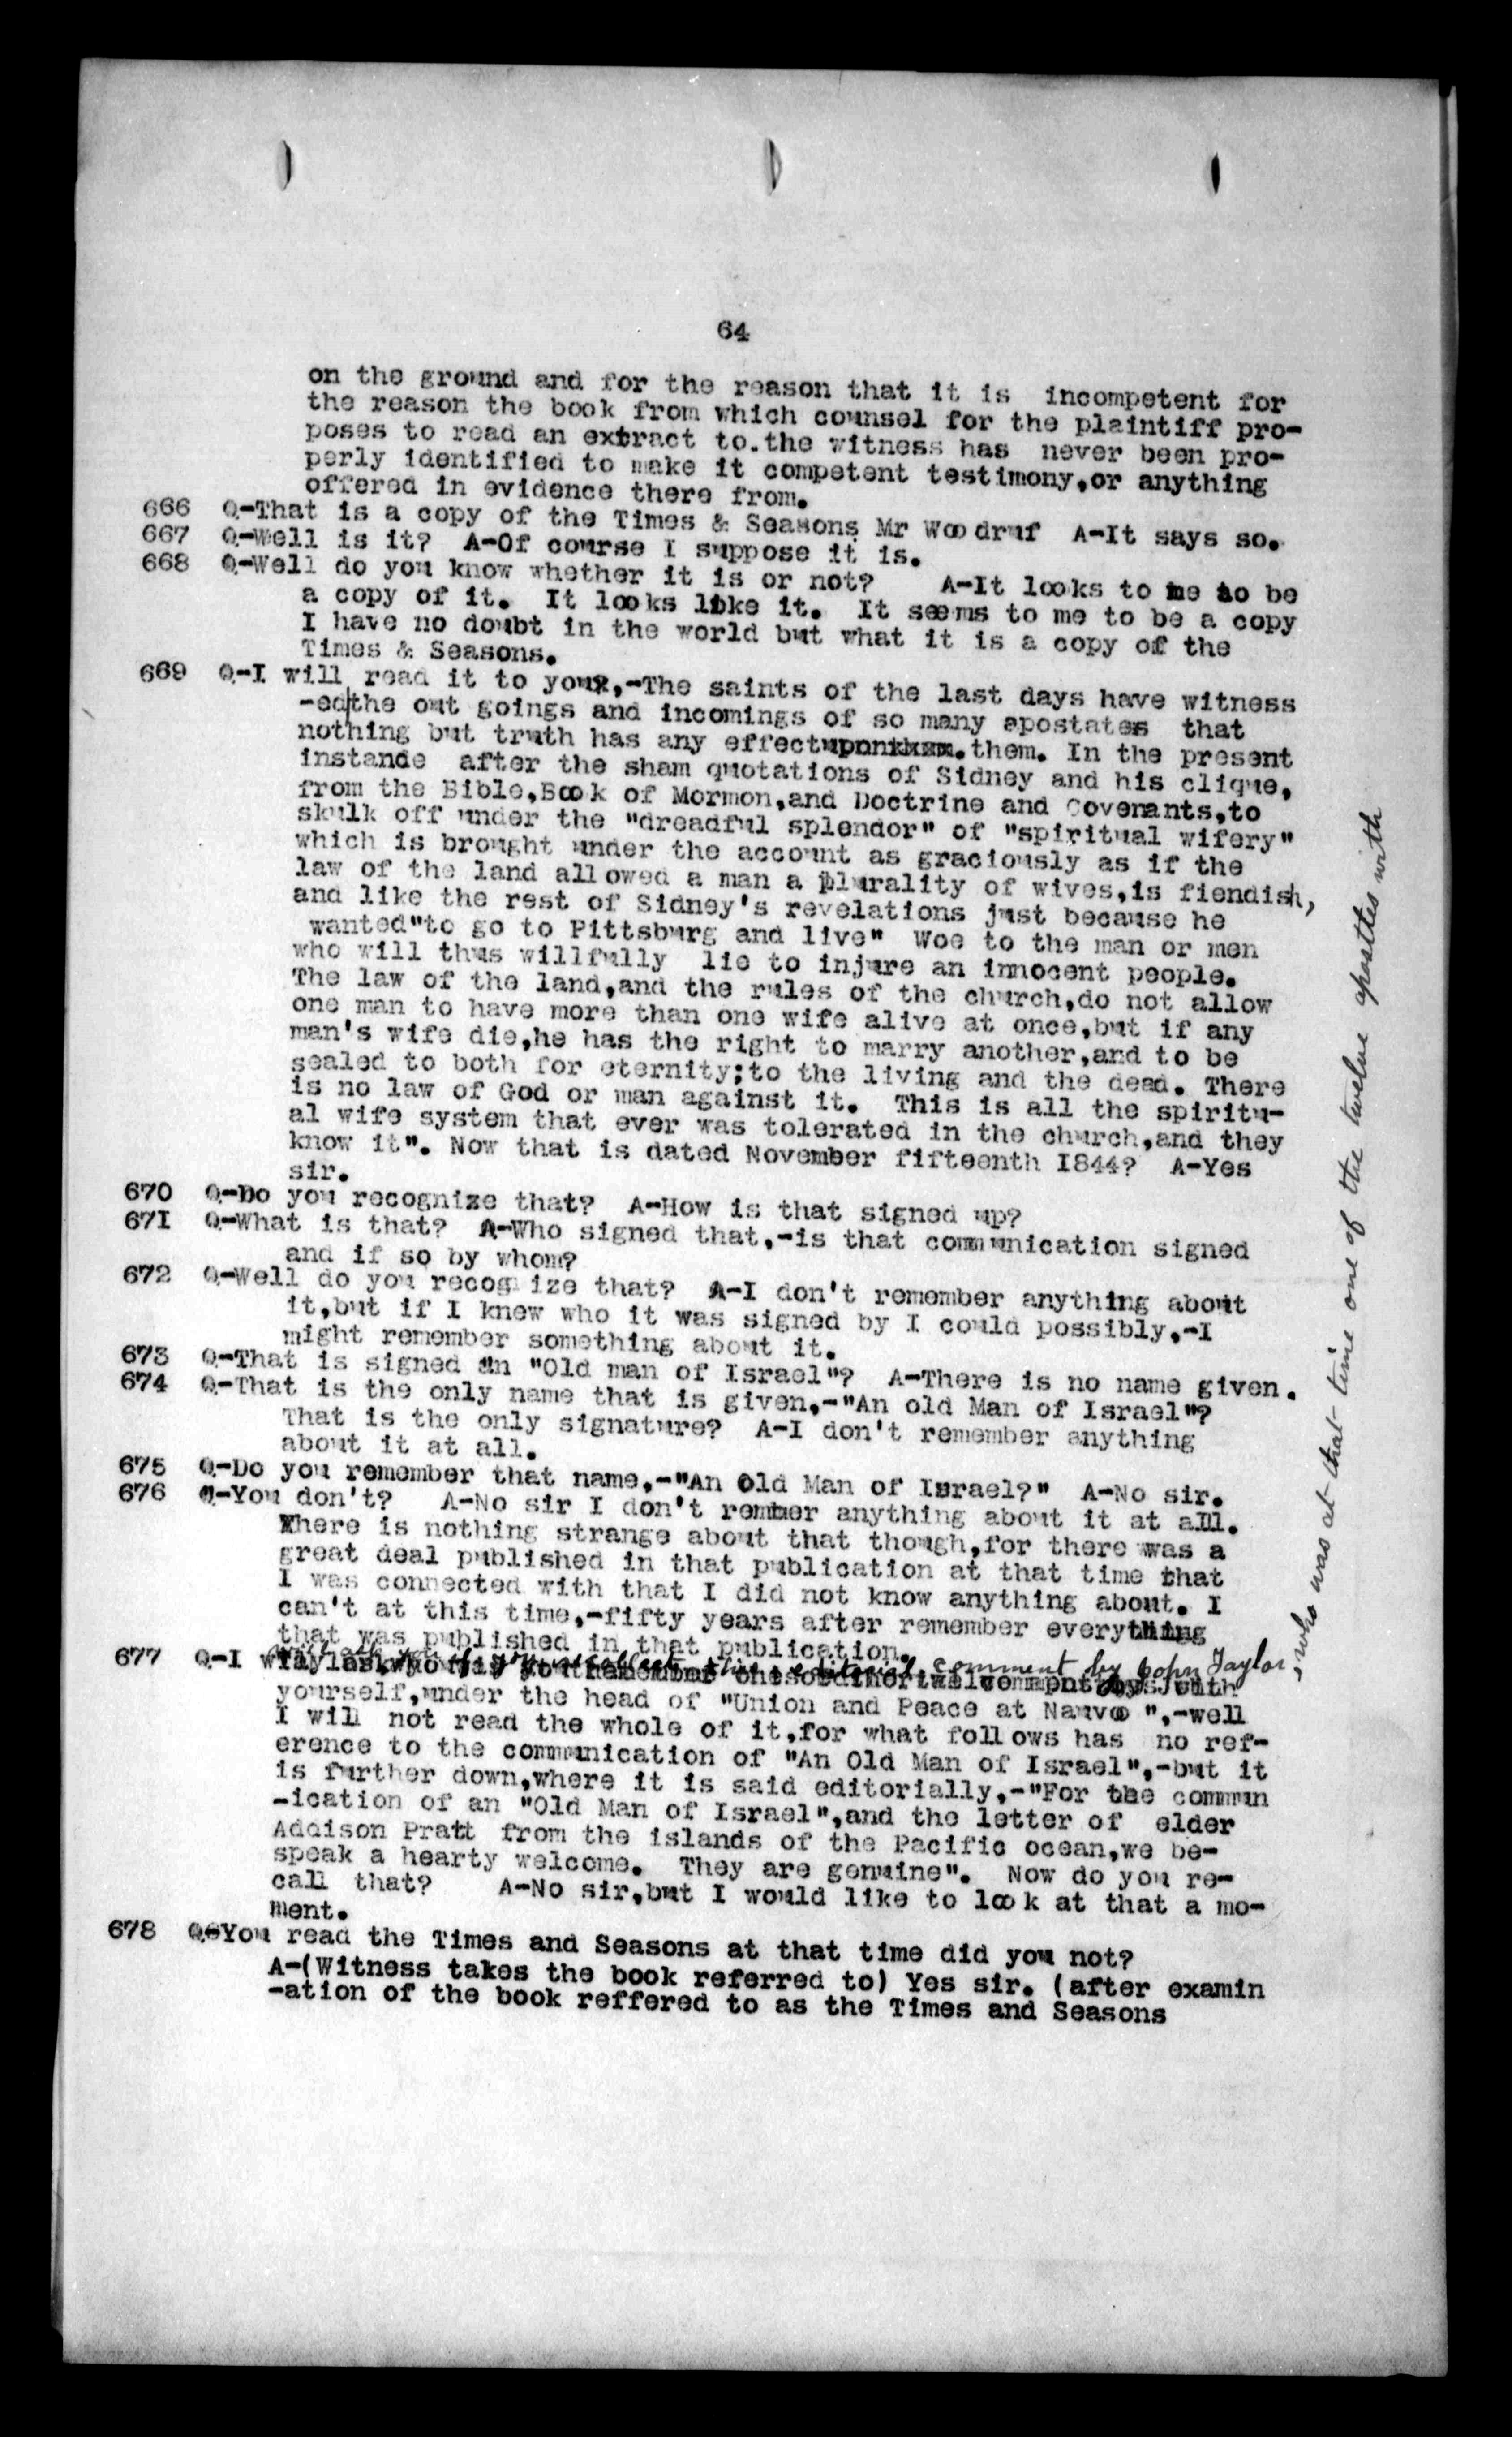 64
on the ground and for the reason that it is incompetent for
the reason the book from which counsel for the plaintiff pro-
poses to read an extract to.the witness has never been pro-
perly identified to make it competent testimony,or anything
offered in evidence there from.
666 Q-That is a copy of the Times & Seasons Mr Woodruf A-It says so.
667 Q-Well is it? A-Of course I suppose it is.
668 Q-Well do you know whether it is or not? A-It looks to me to be
a copy of it. It looks like it. It seems to me to be a copy
I have no doubt in the world but what it is a copy of the
Times & Seasons.
669 Q-I will read it to you,-The saints of the last days have witness
-ed the out goings and incomings of so many apostates that
nothing but truth has any effect upon them. In the present
instande after the sham quotations of Sidney and his clique,
from the Bible,Book of Mormon,and Doctrine and Covenants,to
skulk off under the "dreadful splendor" of "spiritual wifery"
which is brought under the account as graciously as if the
law of the land allowed a man a plurality of wives,is fiendish,
and like the rest of Sidney's revelations just because he
wanted"to go to Pittsburg and live" Woe to the man or men
who will thus willfully lie to injure an innocent people.
The law of the land,and the rules of the church,do not allow
one man to have more than one wife alive at once,but if any
man's wife die,he has the right to marry another,and to be
sealed to both for eternity;to the living and the dead. There
is no law of God or man against it. This is all the spiritu-
al wife system that ever was tolerated in the church,and they
know it". Now that is dated November fifteenth 1844? A-Yes
sir.
670 Q-Do you recognize that? A-How is that signed up?
671 Q-What is that? A-Who signed that,-is that communication signed
and if so by whom?
672 Q-Well do you recognize that? A-I don't remember anything about
it,but if I knew who it was signed by I could possibly,-I
might remember something about it.
673 Q-That is signed an "Old man of Israel"? A-There is no name given.
674 Q-That is the only name that is given,-"An old Man of Israel"?
That is the only signature? A-I don't remember anything
about it at all.
675 Q-Do you remember that name,-"An Old Man of Israel?" A-No sir.
676 Q-You don't? A-No sir I don't remember anything about it at all.
There is nothing strange about that though,for there was a
great deal published in that publication at that time that
I was connected with that I did not know anything about. I
can't at this time,-fifty years after remember everything
that was published in that publication.
677 Q-I will ask you if you recollect this editorial comment by John Taylor
, who was at that time one of the twelve apostles with
yourself,under the head of "Union and Peace at Nauvoo ",-well
I will not read the whole of it,for what follows has no ref-
erence to the communication of "An Old Man of Israel",-but it
is further down,where it is said editorially,-"For the commun
-ication of an "Old Man of Israel",and the letter of elder
Addison Pratt from the islands of the Pacific ocean,we be-
speak a hearty welcome. They are genuine". Now do you re-
call that? A-No sir,but I would like to look at that a mo-
ment.
678 Q-You read the Times and Seasons at that time did you not?
A-(Witness takes the book referred to) Yes sir. (after examin
-ation of the book reffered to as the Times and Seasons